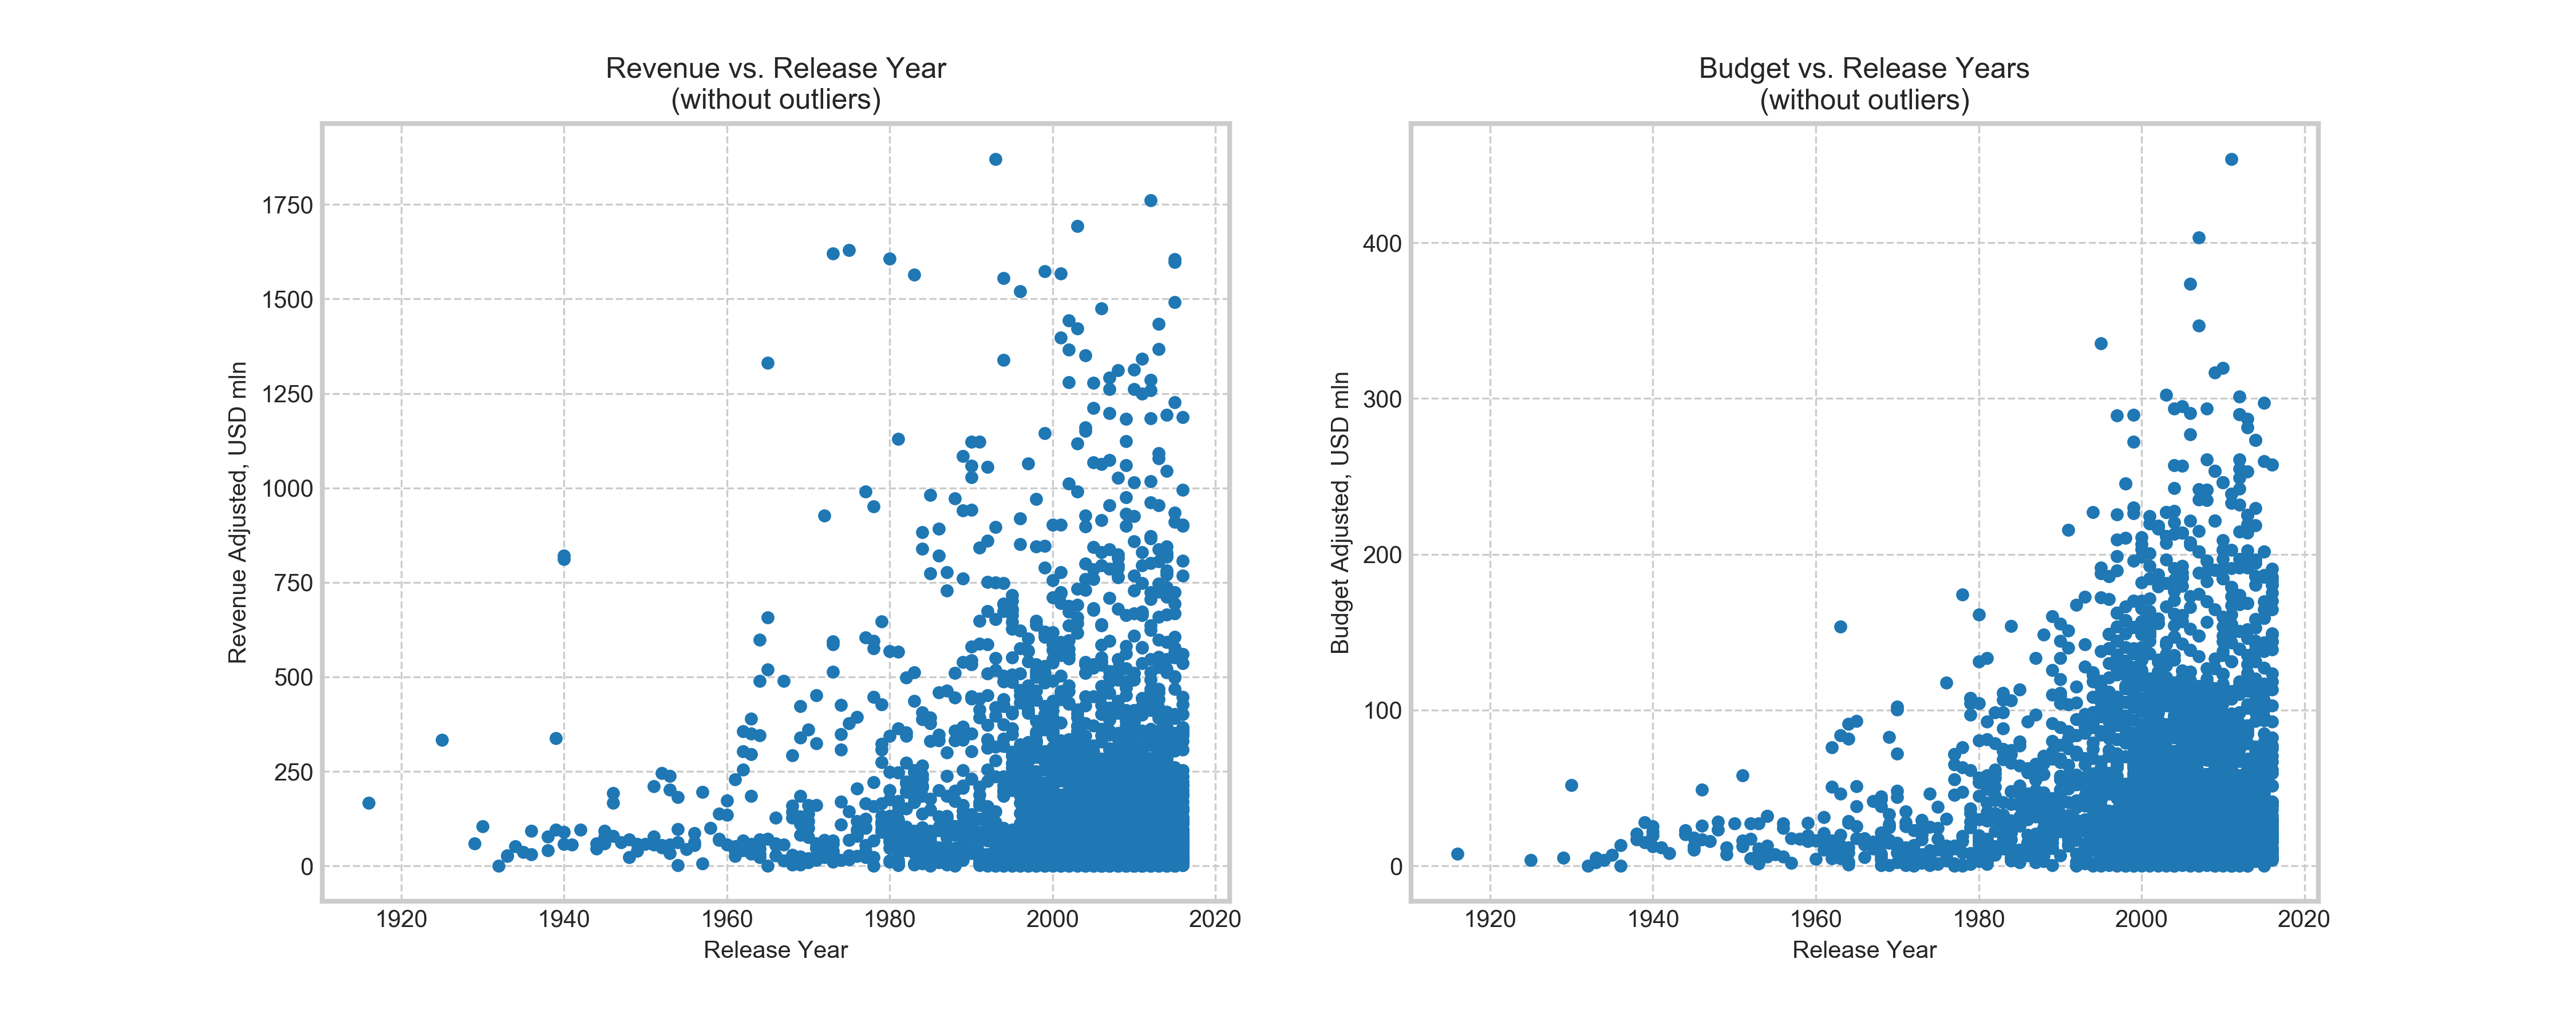 Revenue vs. Release Year
(without outliers)
Revenue Adjusted, USD mln
1750
1500
1250
1000
750
500
250
0
1920 1940 1960 1980 2000 2020
Release Year
Budget vs. Release Years
(without outliers)
Budget Adjusted, USD mln
400
300
200
100
0
1920 1940 1960 1980 2000 2020
Release Year